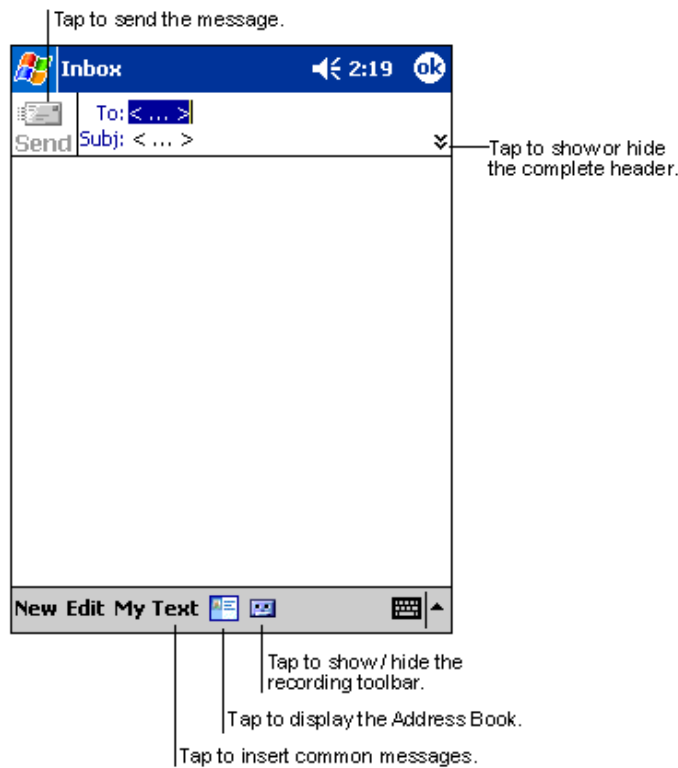 Tap to send the message.
Inbox 2:19 ok
To: < ... >
Send Subj: < ... >
Tap to show or hide
the complete header.
New Edit My Text
Tap to show / hide the
recording toolbar.
Tap to display the Address Book.
Tap to insert common messages.